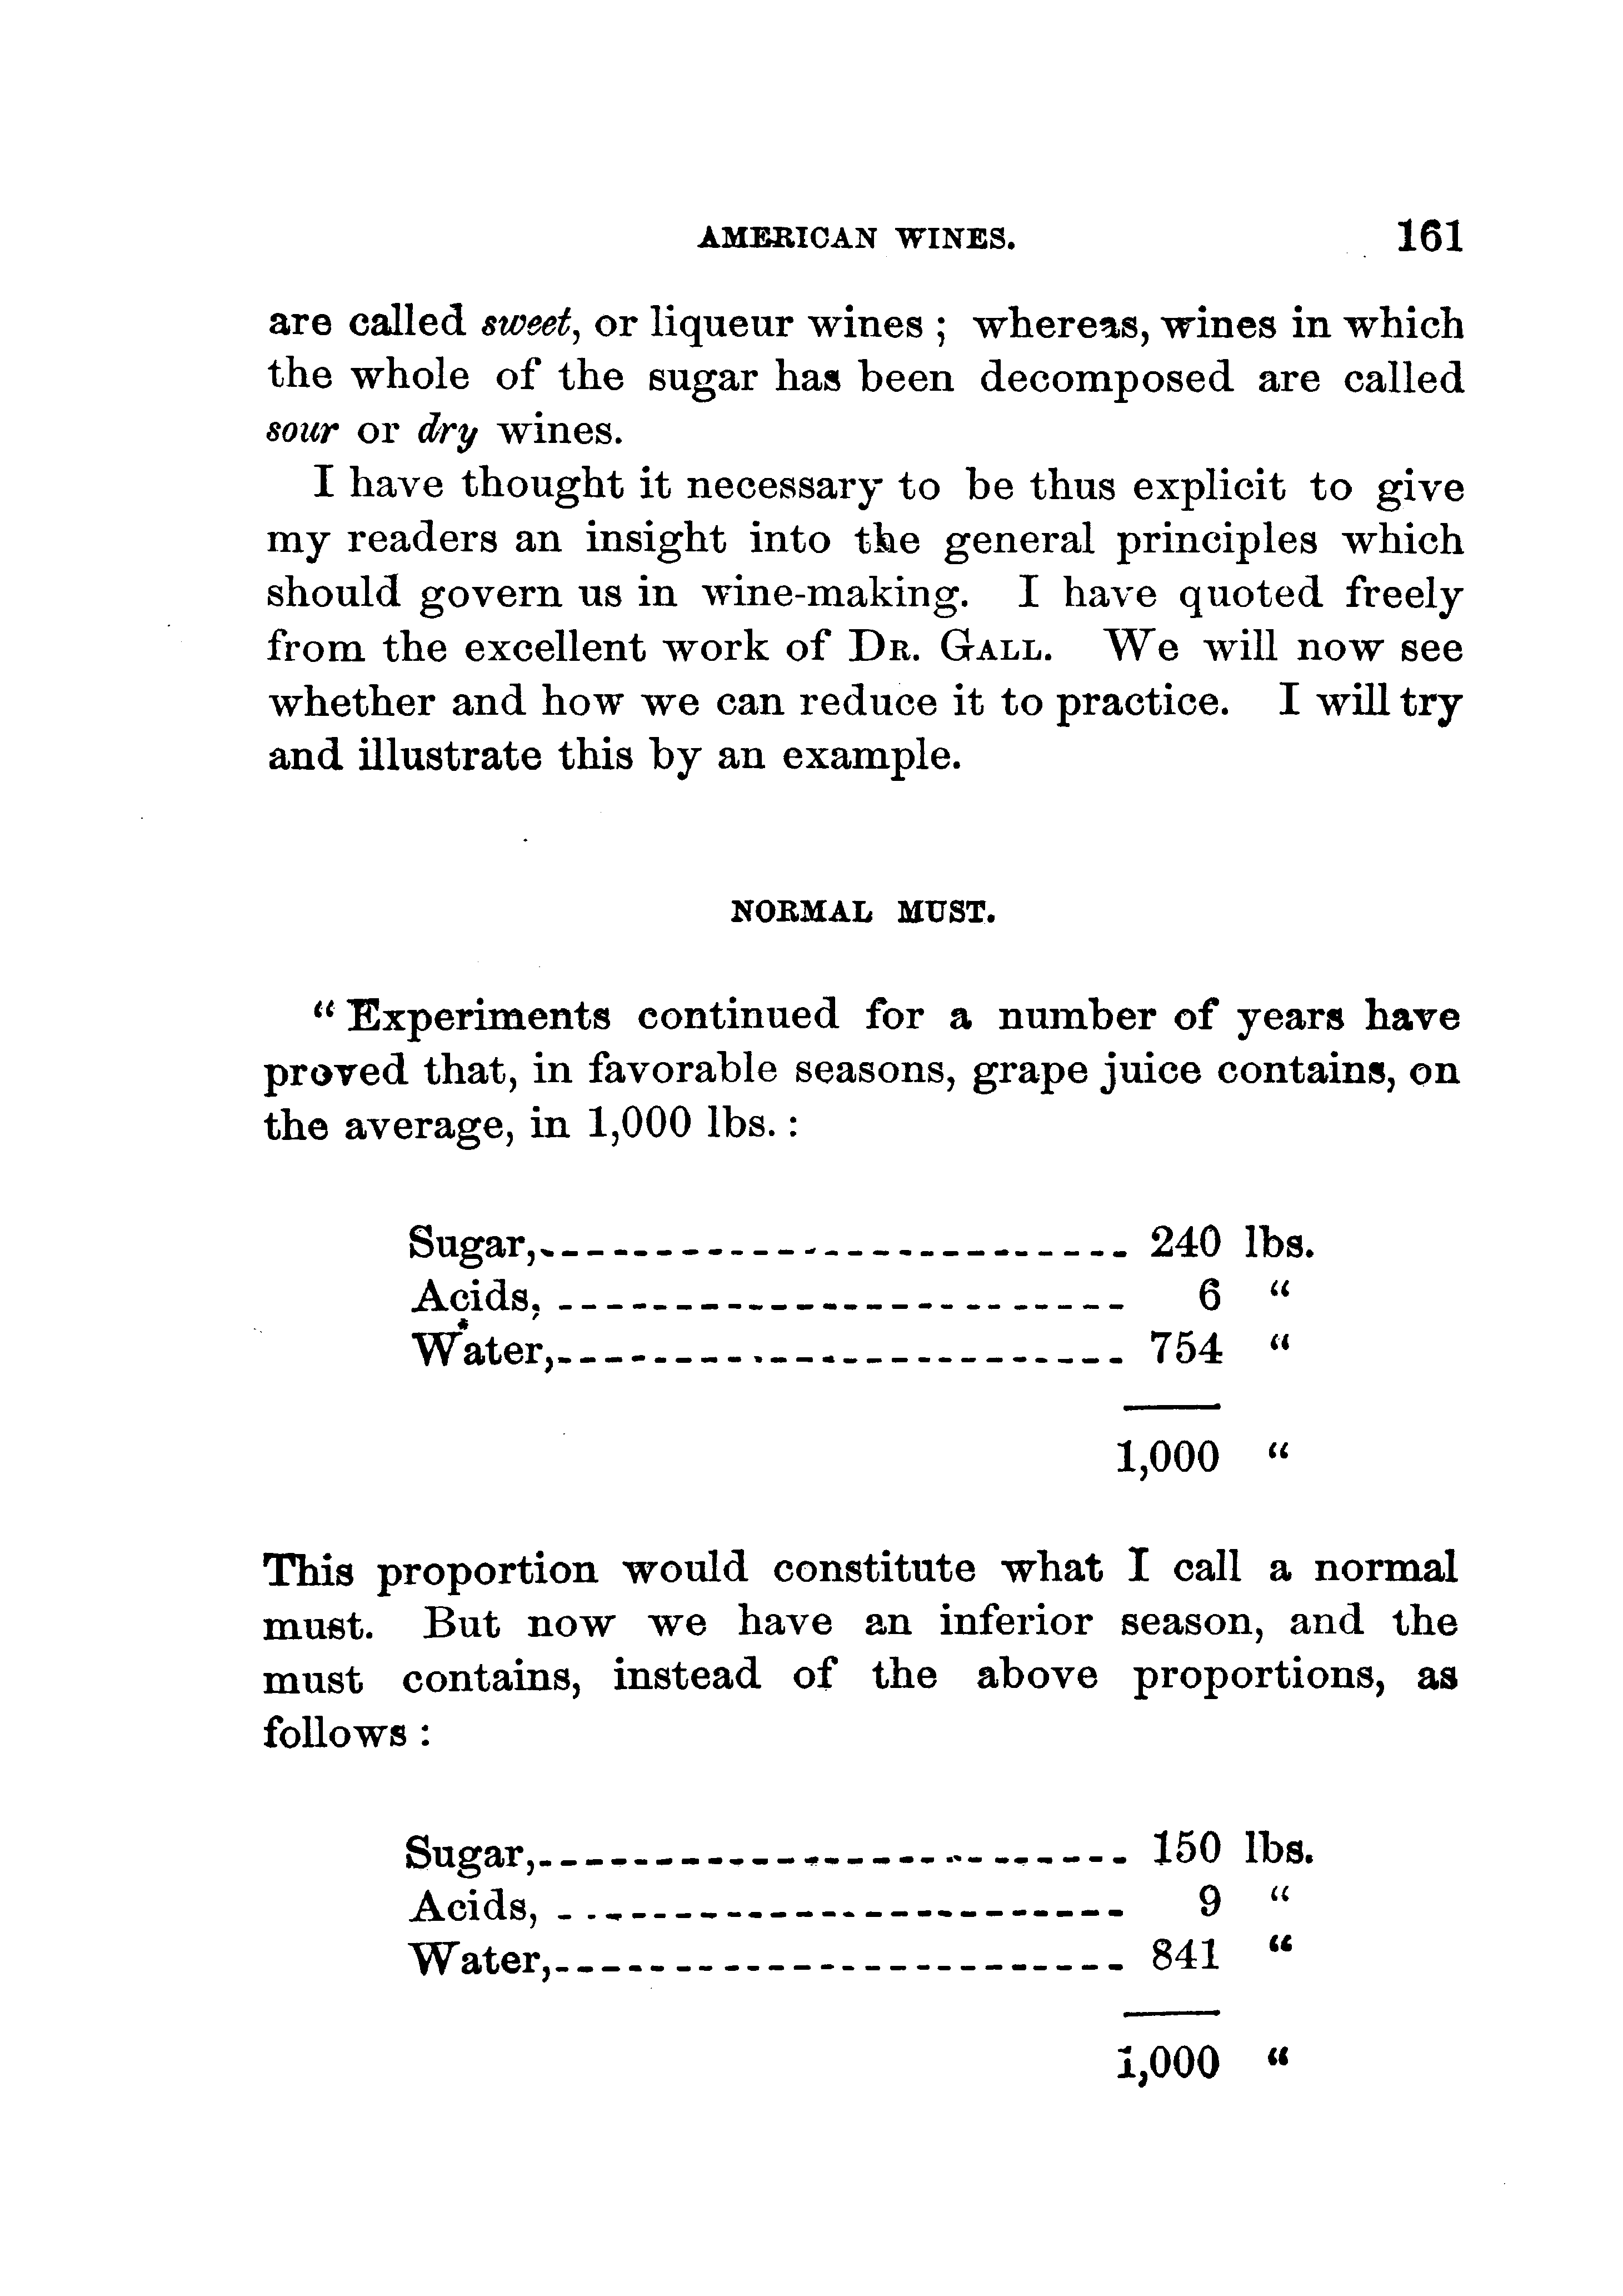 AMERICAN WINES. 161
are called sweet, or liqueur wines ; whereas, wines in which
the whole of the sugar has been decomposed are called
sour or dry wines.
I have thought it necessary to be thus explicit to give
my readers an insight into the general principles which
should govern us in wine-making. I have quoted freely
from the excellent work of DR. GALL. We will now see
whether and how we can reduce it to practice. I will try
and illustrate this by an example.
NORMAL MUST.
“ Experiments continued for a number of years have
proved that, in favorable seasons, grape juice contains, on
the average, in 1,000 lbs. :
Sugar,------------------------- 240 lbs.
Acids, ------------------------- 6 “
Water,------------------------- 754 “
1,000 “
This proportion would constitute what I call a normal
must. But now we have an inferior season, and the
must contains, instead of the above proportions, as
follows :
Sugar,------------------------- 150 lbs.
Acids, ------------------------- 9 “
Water,------------------------- 841 “
1,000 “